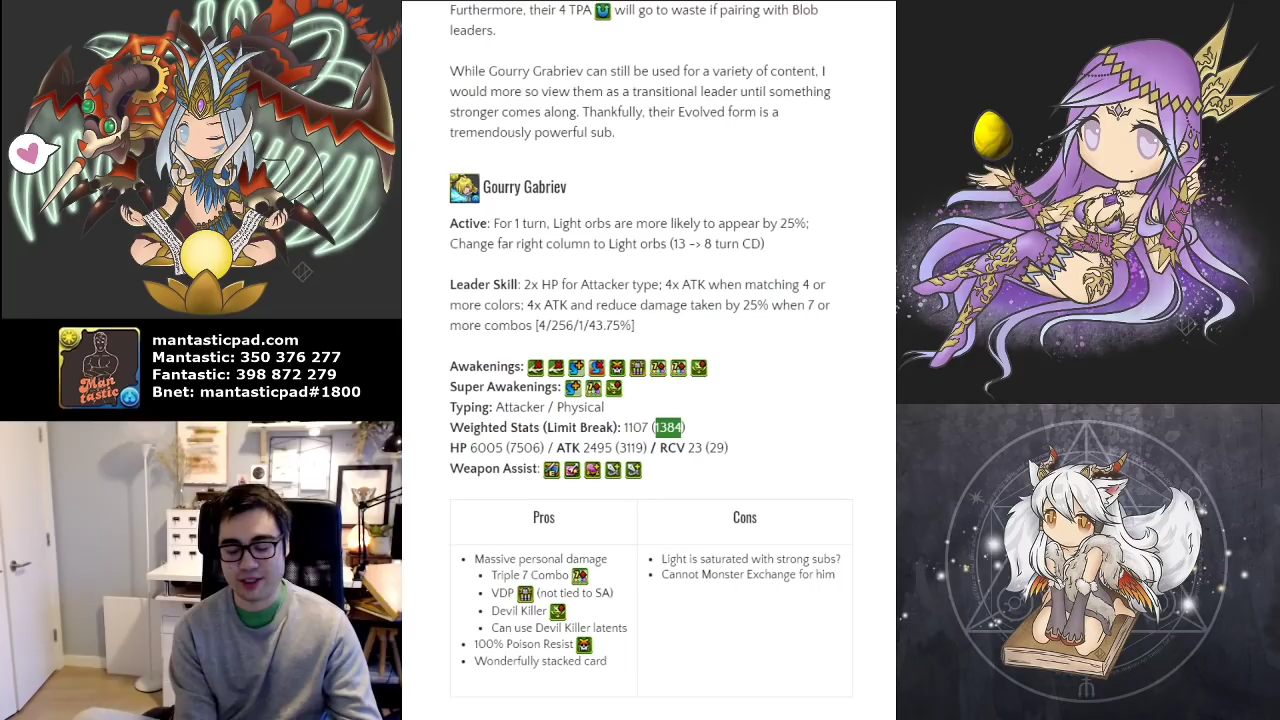 Furthermore, their 4 TPA will go to waste if pairing with Blob
leaders.
While Gourry Grabriev can still be used for a variety of content, I
would more so view them as a transitional leader until something
stronger comes along. Thankfully, their Evolved form is a
tremendously powerful sub.
Gourry Gabriev
Active: For 1 turn, Light orbs are more likely to appear by 25%;
Change far right column to Light orbs (13 -> 8 turn CD)
Leader Skill: 2x HP for Attacker type; 4x ATK when matching 4 or
more colors; 4x ATK and reduce damage taken by 25% when 7 or
more combos [4/256/1/43.75%]
Awakenings:
Super Awakenings:
Typing: Attacker / Physical
Weighted Stats (Limit Break): 1107 (1384)
HP 6005 (7506) / ATK 2495 (3119) / RCV 23 (29)
Weapon Assist:
Pros
Massive personal damage
Triple 7 Combo
VDP (not tied to SA)
Devil Killer
Can use Devil Killer latents
100% Poison Resist
Wonderfully stacked card
Cons
Light is saturated with strong subs?
Cannot Monster Exchange for him
Man
tastic
mantasticpad.com
Mantastic: 350 376 277
Fantastic: 398 872 279
Bnet: mantasticpad#1800